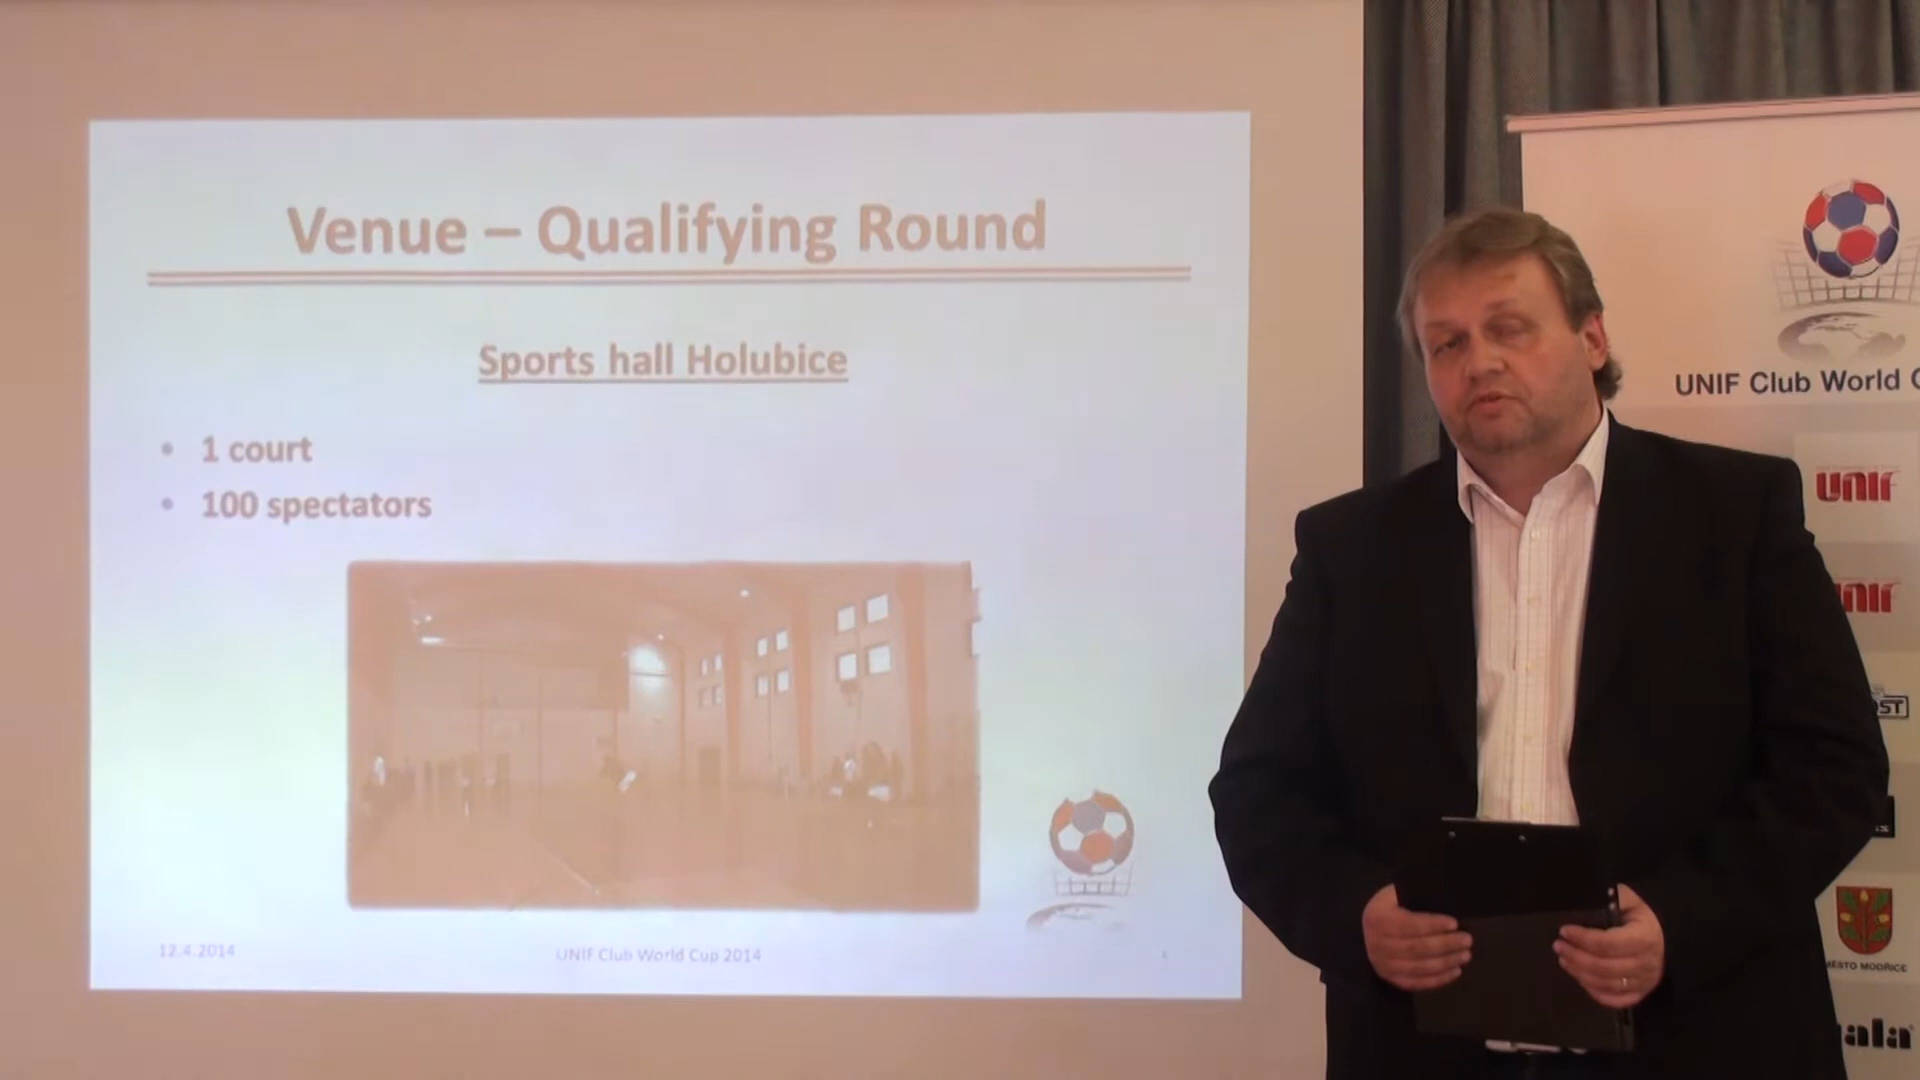 Venue – Qualifying Round
Sports hall Holubice
• 1 court
• 100 spectators
12.4.2014
UNIF Club World Cup 2014
UNIF Club World C
UNIF
UNIF
ST
MĚSTO MODŘICE
ala